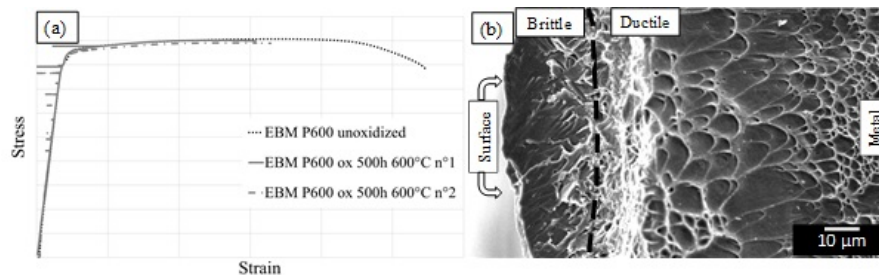 (a)
EBM P600 unoxidized
EBM P600 ox 500h 600°C n°1
EBM P600 ox 500h 600°C n°2
Stress
Strain
(b)
Brittle
Ductile
Surface
Metal
10 µm